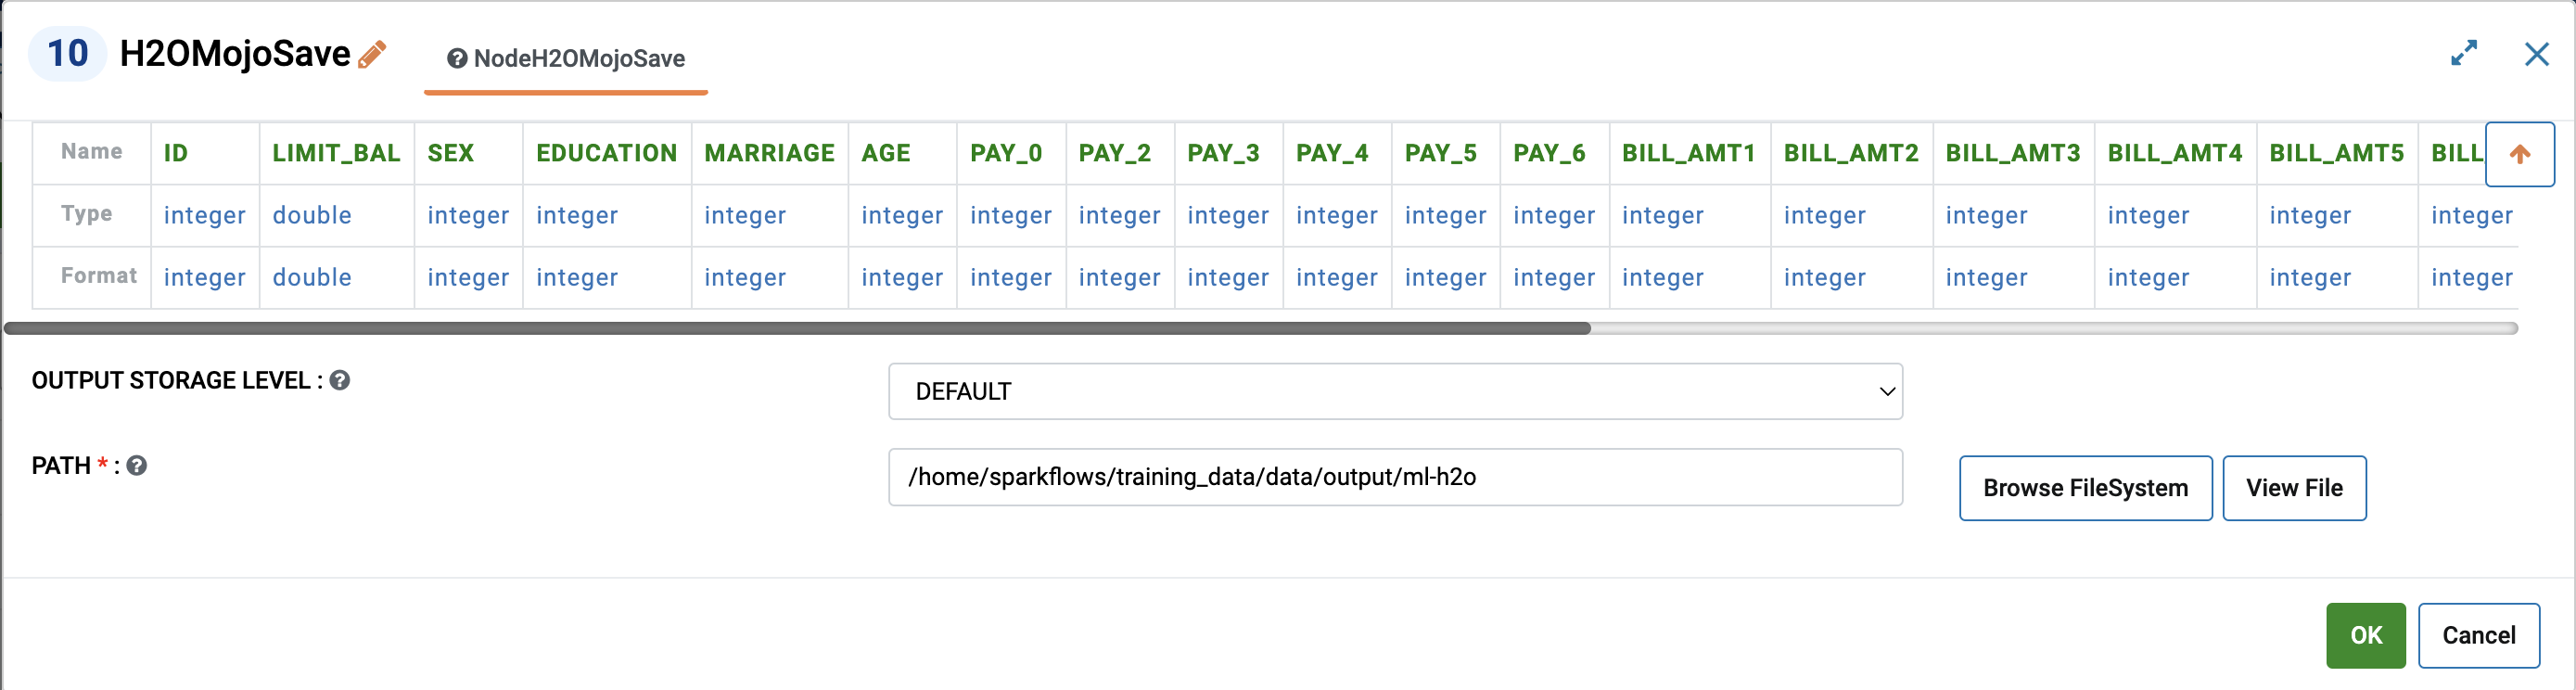 10 H2OMojoSave NodeH2OMojoSave
Name ID LIMIT_BAL SEX EDUCATION MARRIAGE AGE PAY_0 PAY_2 PAY_3 PAY_4 PAY_5 PAY_6 BILL_AMT1 BILL_AMT2 BILL_AMT3 BILL_AMT4 BILL_AMT5 BILL_
Type integer double integer integer integer integer integer integer integer integer integer integer integer integer integer integer integer integer
Format integer double integer integer integer integer integer integer integer integer integer integer integer integer integer integer integer integer
OUTPUT STORAGE LEVEL : DEFAULT
PATH * : /home/sparkflows/training_data/data/output/ml-h2o Browse FileSystem View File
OK Cancel